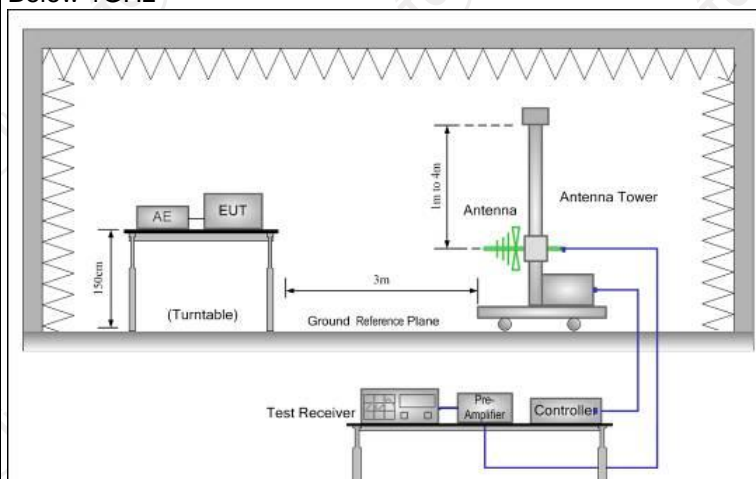 Below 1GHz
1m to 4m
Antenna Tower
Antenna
AE
EUT
150cm
3m
(Turntable)
Ground Reference Plane
Test Receiver
Pre-
Amplifier
Controller